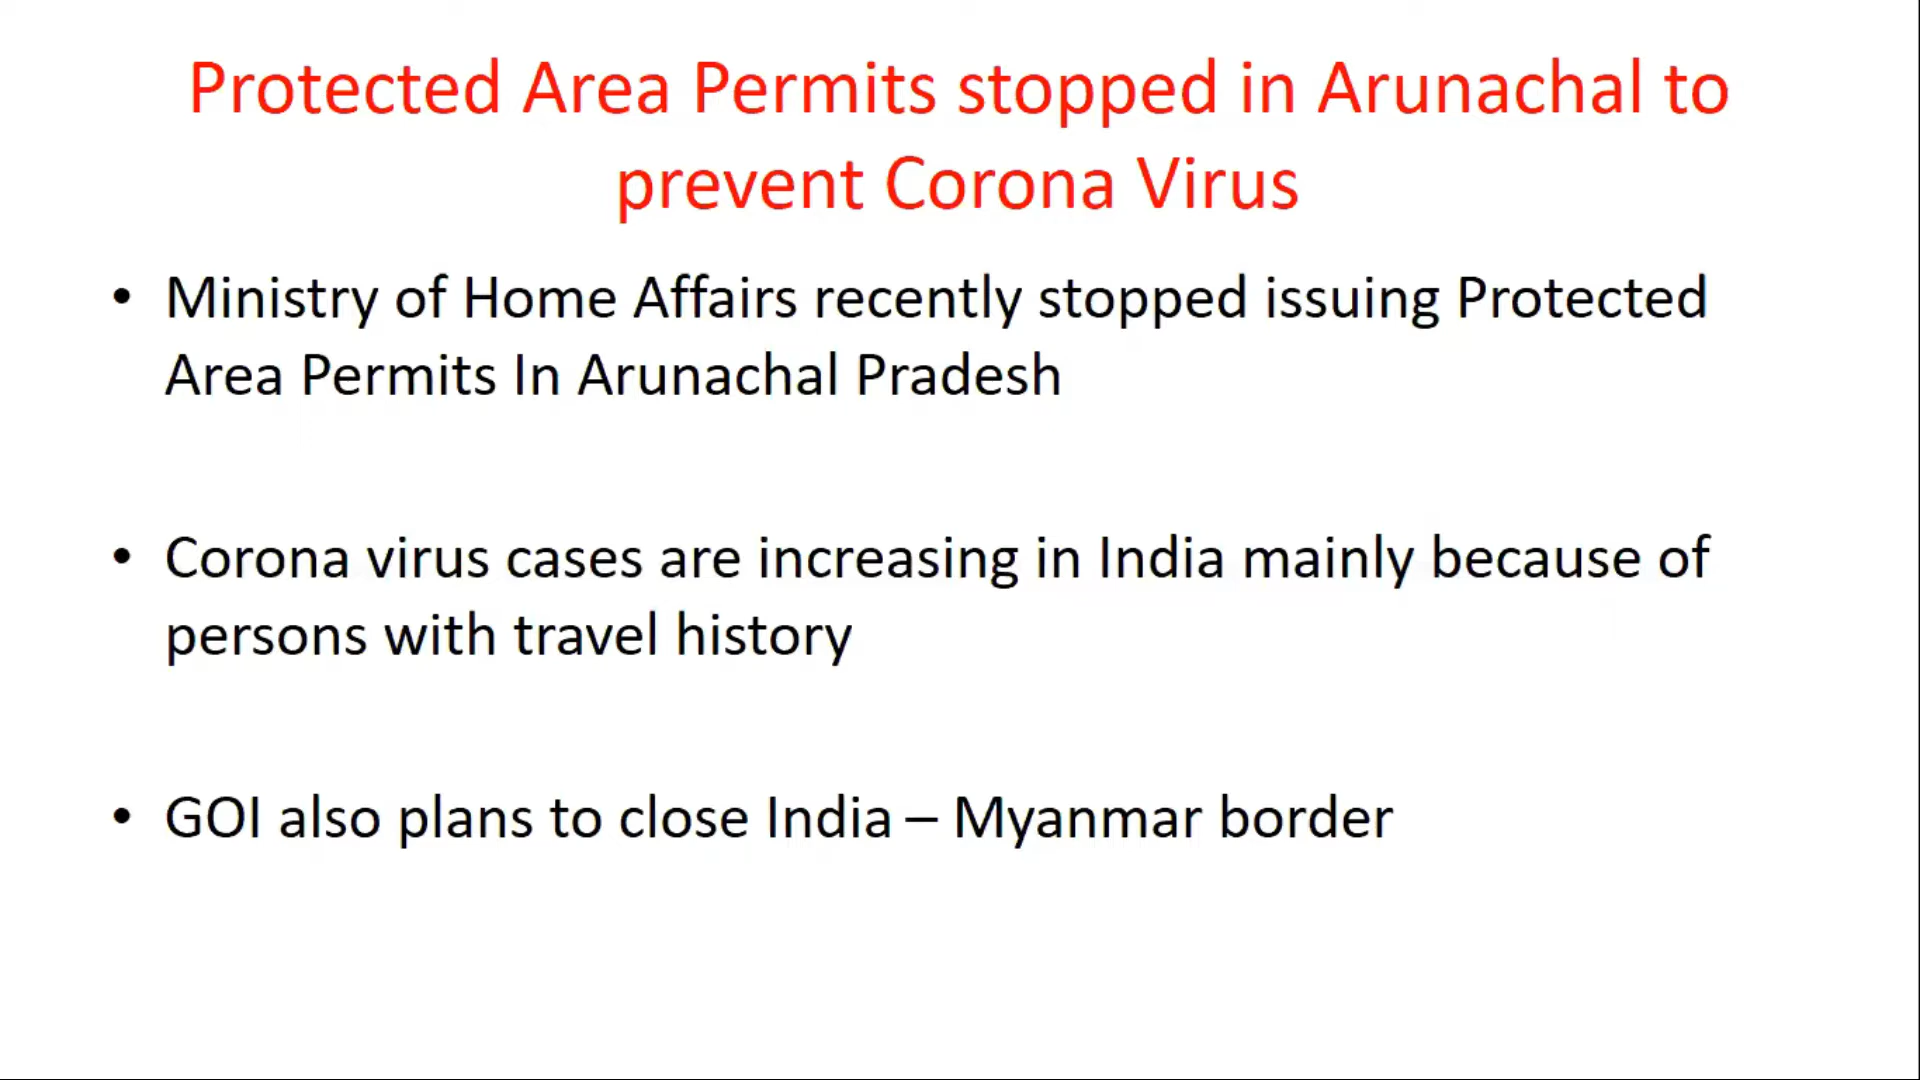 Protected Area Permits stopped in Arunachal to
prevent Corona Virus
• Ministry of Home Affairs recently stopped issuing Protected
Area Permits In Arunachal Pradesh
• Corona virus cases are increasing in India mainly because of
persons with travel history
• GOI also plans to close India – Myanmar border